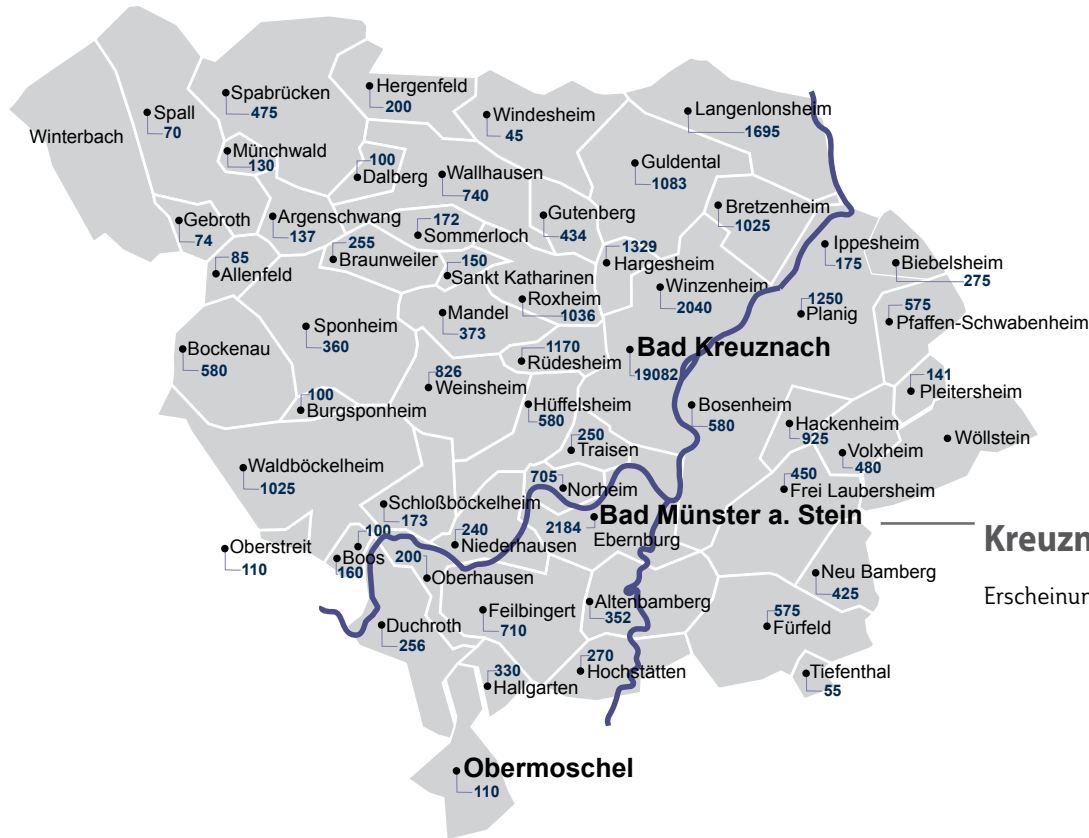 Hergenfeld
200
Spabrücken
475
Spall
70
Windesheim
45
Langenlonsheim
1695
Winterbach
Münchwald
130
100
Dalberg
Wallhausen
740
Guldental
1083
Gebroth
74
Argenschwang
137
172
Sommerloch
Gutenberg
434
Bretzenheim
1025
85
Allenfeld
255
Braunweiler
150
Sankt Katharinen
1329
Hargesheim
Ippesheim
175
Biebelsheim
275
Roxheim
1036
Winzenheim
2040
Mandel
373
1250
Planig
575
Pfaffen-Schwabenheim
Sponheim
360
Bockenau
580
1170
Rüdesheim
Bad Kreuznach
19082
826
Weinsheim
141
Pleitersheim
100
Burgsponheim
Hüffelsheim
580
Bosenheim
580
Hackenheim
925
Wöllstein
250
Traisen
Volxheim
480
Waldböckelheim
1025
705
Norheim
450
Frei Laubersheim
Schloßböckelheim
173
2184
Bad Münster a. Stein
Ebernburg
Kreuzn
240
Niederhausen
Oberstreit
110
100
Boos
160
200
Oberhausen
Neu Bamberg
425
Erscheinun
Feilbingert
710
Altenbamberg
352
575
Fürfeld
Duchroth
256
270
Hochstätten
330
Hallgarten
Tiefenthal
55
Obermoschel
110